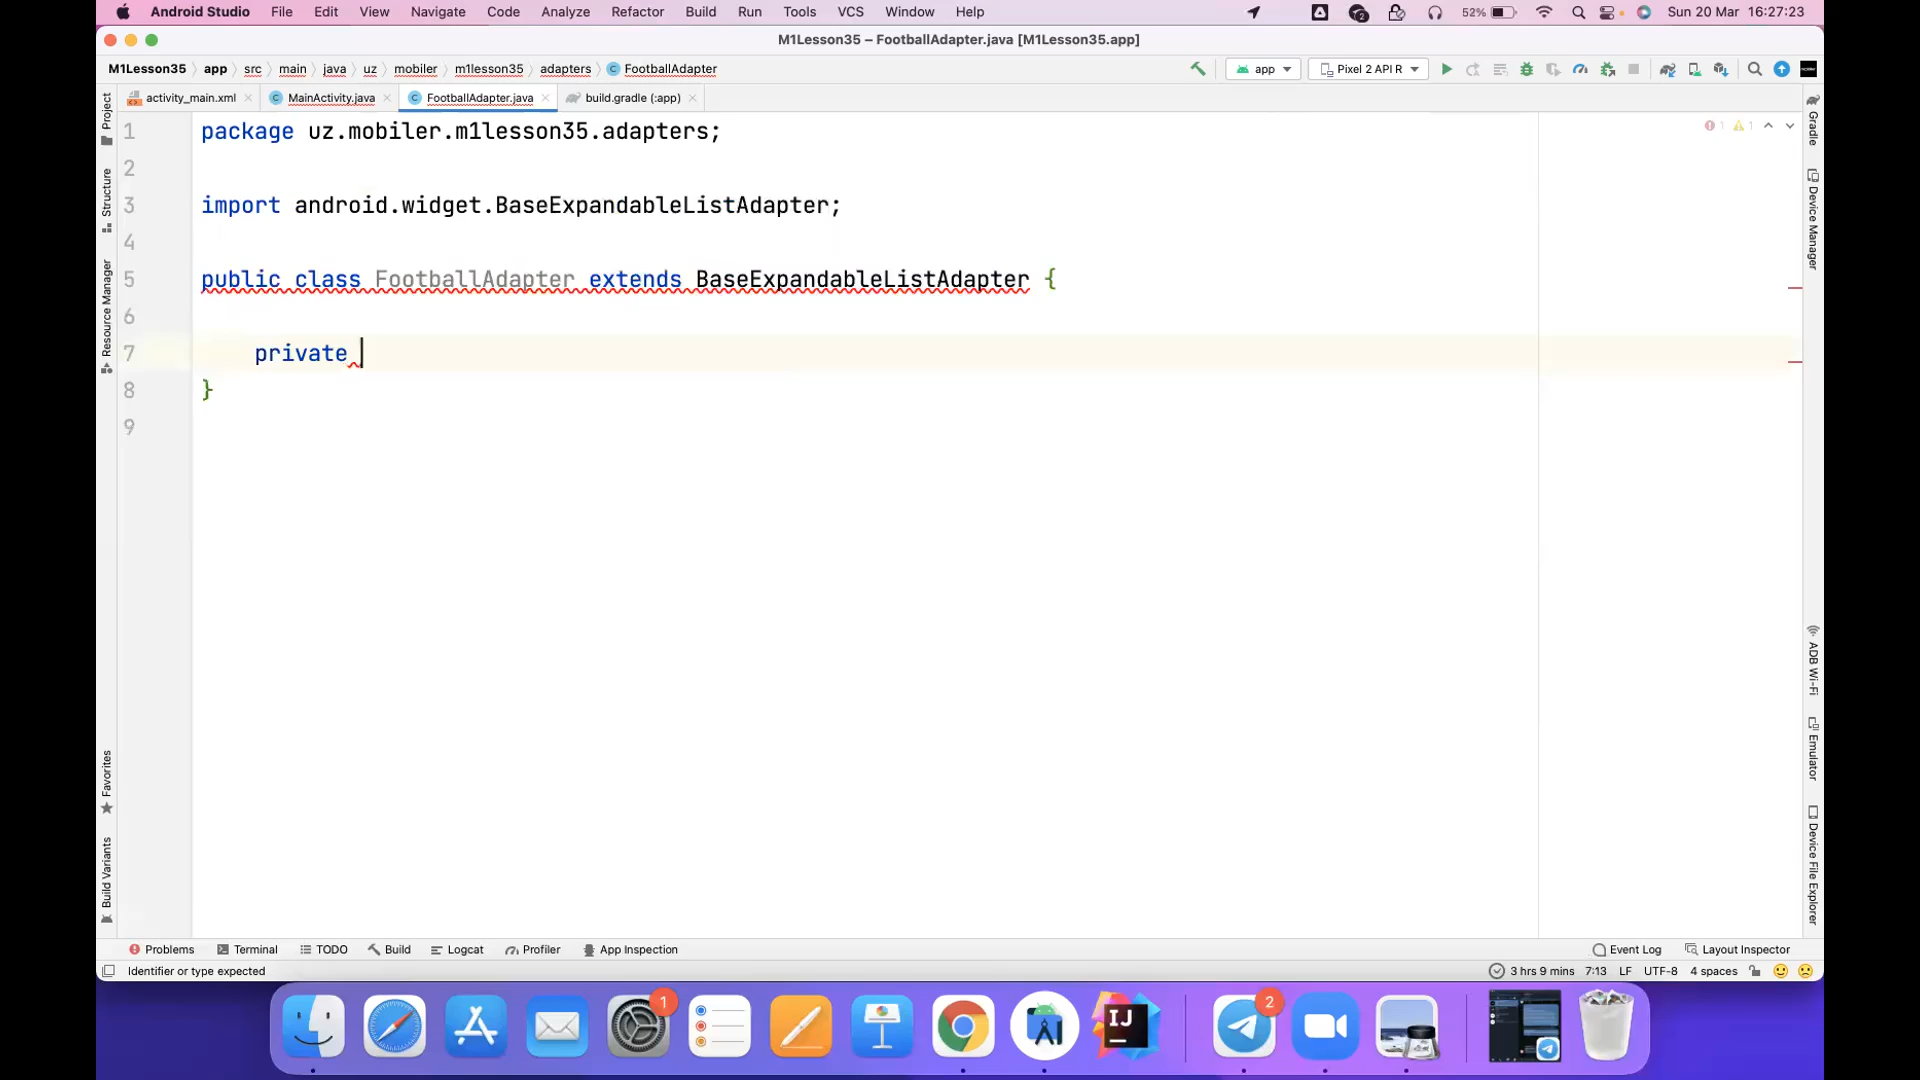 Android Studio File Edit View Navigate Code Analyze Refactor Build Run Tools VCS Window Help 2 52% Sun 20 Mar 16:27:23
M1Lesson35 – FootballAdapter.java [M1Lesson35.app]
M1Lesson35 app src main java uz mobiler m1lesson35 adapters FootballAdapter app Pixel 2 API R
activity_main.xml MainActivity.java FootballAdapter.java build.gradle (:app)
1 package uz.mobiler.m1lesson35.adapters;
2
3 import android.widget.BaseExpandableListAdapter;
4
5 public class FootballAdapter extends BaseExpandableListAdapter {
6
7 private
8 }
9
1 1
Project
Structure
Resource Manager
Favorites
Build Variants
Gradle
Device Manager
ADB Wi-Fi
Emulator
Device File Explorer
Problems Terminal TODO Build Logcat Profiler App Inspection Event Log Layout Inspector
Identifier or type expected 3 hrs 9 mins 7:13 LF UTF-8 4 spaces
1 IJ 2